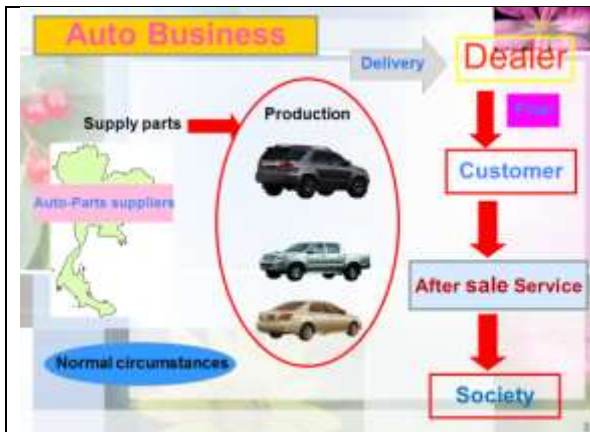 Auto Business
Delivery
Dealer
Supply parts
Production
Customer
Auto-Parts suppliers
After sale Service
Normal circumstances
Society